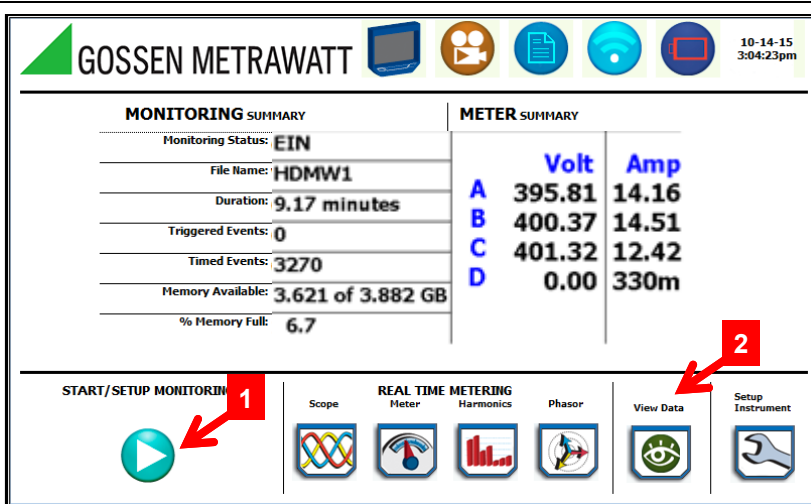 GOSSEN METRAWATT
10-14-15
3:04:23pm
MONITORING SUMMARY
METER SUMMARY
Monitoring Status: EIN
File Name: HDMW1
Duration: 9.17 minutes
Triggered Events: 0
Timed Events: 3270
Memory Available: 3.621 of 3.882 GB
% Memory Full: 6.7
Volt Amp
A 395.81 14.16
B 400.37 14.51
C 401.32 12.42
D 0.00 330m
2
START/SETUP MONITORIN
1
REAL TIME METERING
Scope Meter Harmonics Phasor
View Data
Setup
Instrument